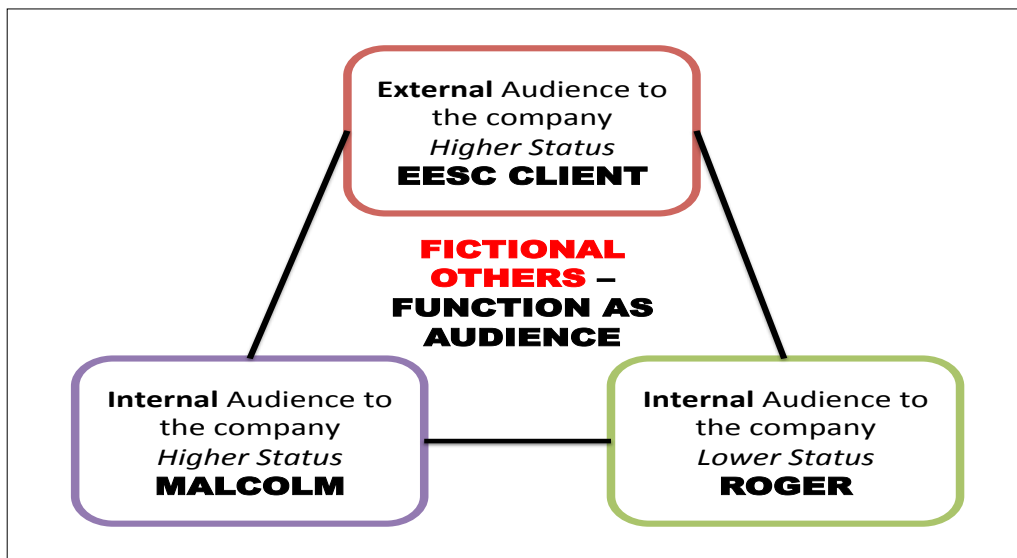 External Audience to
the company
Higher Status
EESC CLIENT
FICTIONAL
OTHERS –
FUNCTION AS
AUDIENCE
Internal Audience to
the company
Higher Status
MALCOLM
Internal Audience to
the company
Lower Status
ROGER